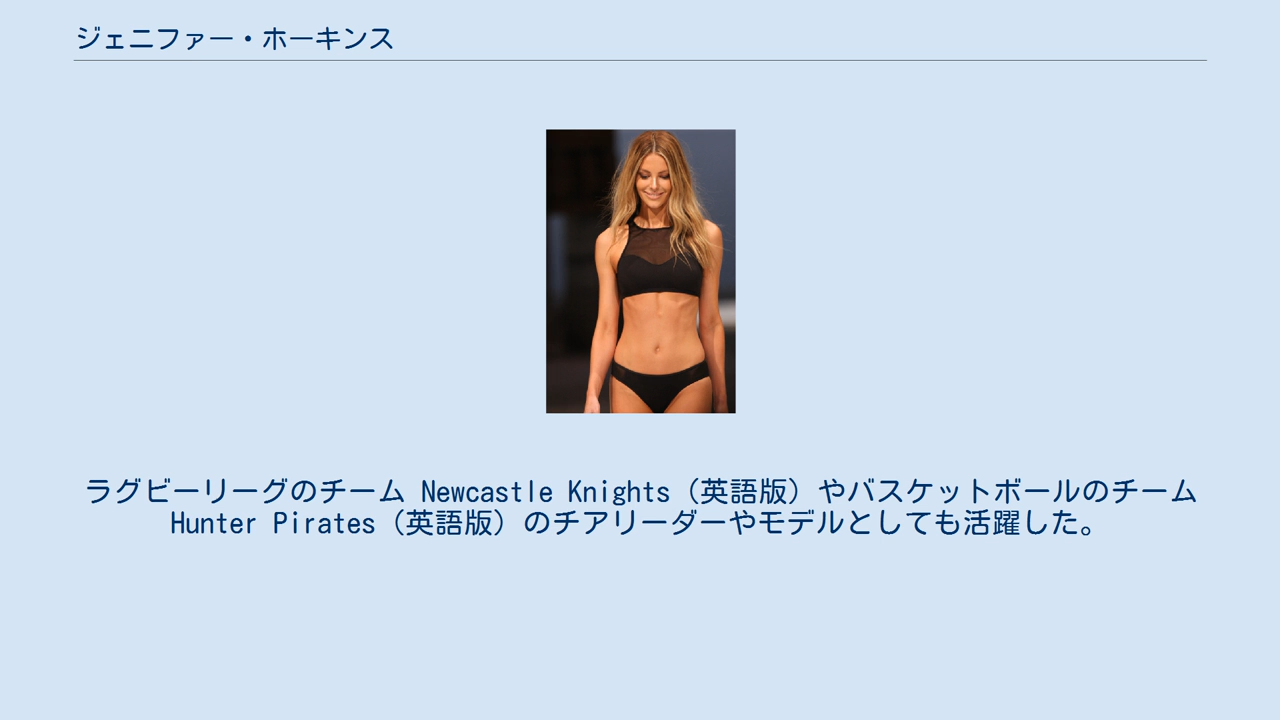 ジェニファー・ホーキンス
ラグビーリーグのチーム Newcastle Knights（英語版）やバスケットボールのチーム
Hunter Pirates（英語版）のチアリーダーやモデルとしても活躍した。